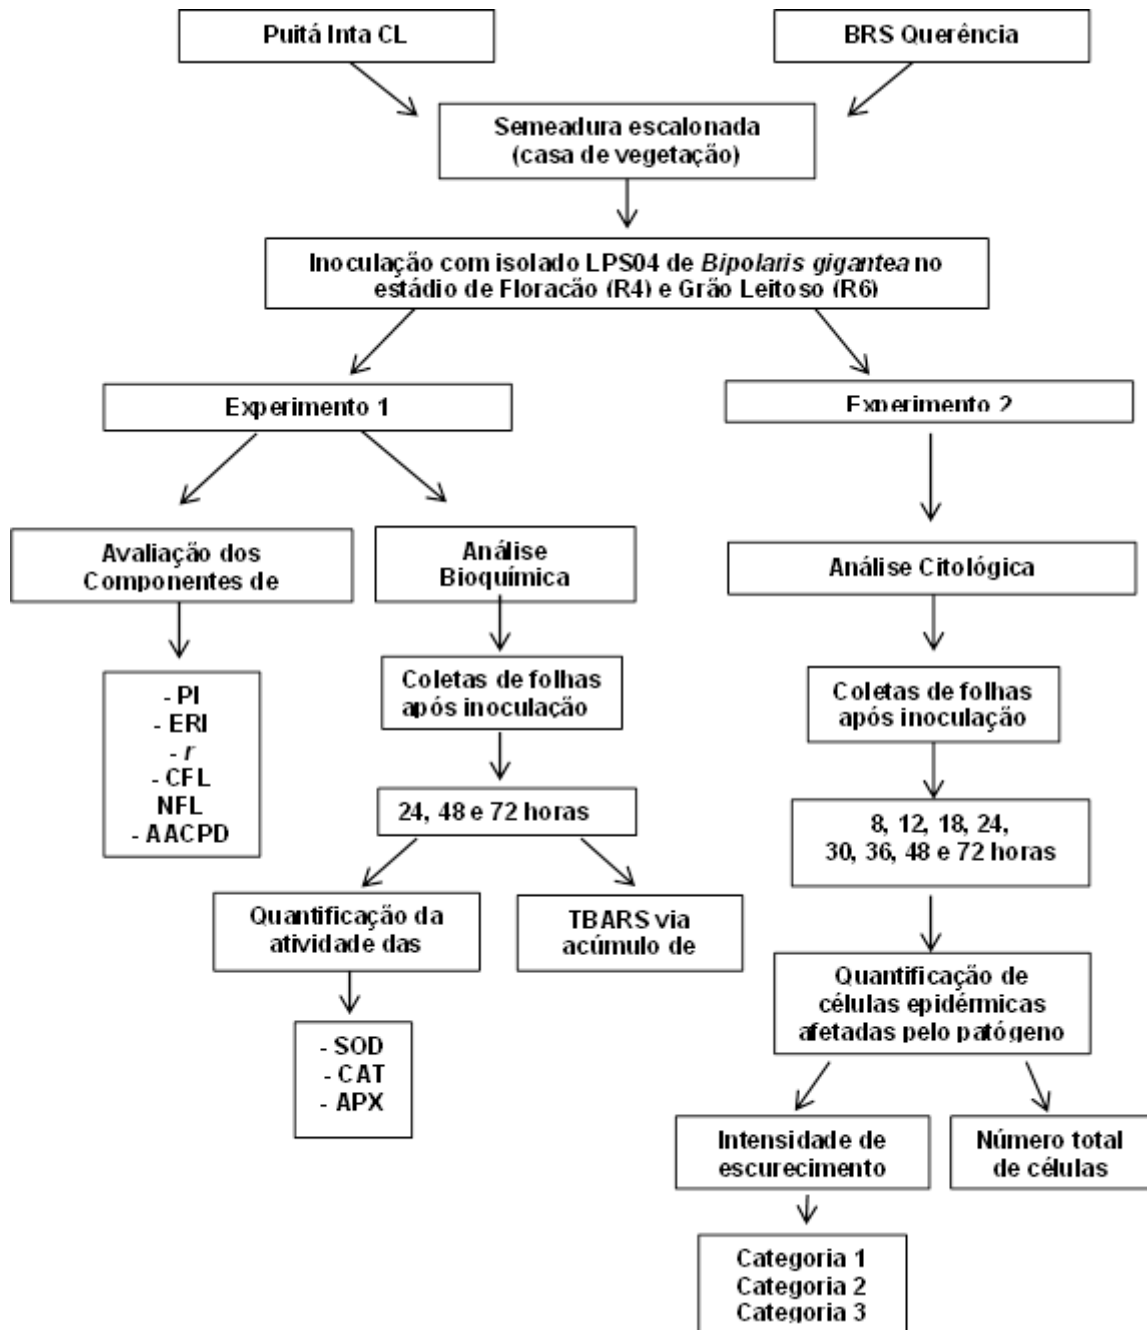 Puitá Inta CL
BRS Querência
Semeadura escalonada
(casa de vegetação)
Inoculação com isolado LPS04 de Bipolaris gigantea no
estádio de Floração (R4) e Grão Leitoso (R6)
Experimento 1
Experimento 2
Avaliação dos
Componentes de
Análise
Bioquímica
Análise Citológica
- PI
- ERI
- r
- CFL
NFL
- AACPD
Coletas de folhas
após inoculação
Coletas de folhas
após inoculação
24, 48 e 72 horas
8, 12, 18, 24,
30, 36, 48 e 72 horas
Quantificação da
atividade das
TBARS via
acúmulo de
Quantificação de
células epidérmicas
afetadas pelo patógeno
- SOD
- CAT
- APX
Intensidade de
escurecimento
Número total
de células
Categoria 1
Categoria 2
Categoria 3